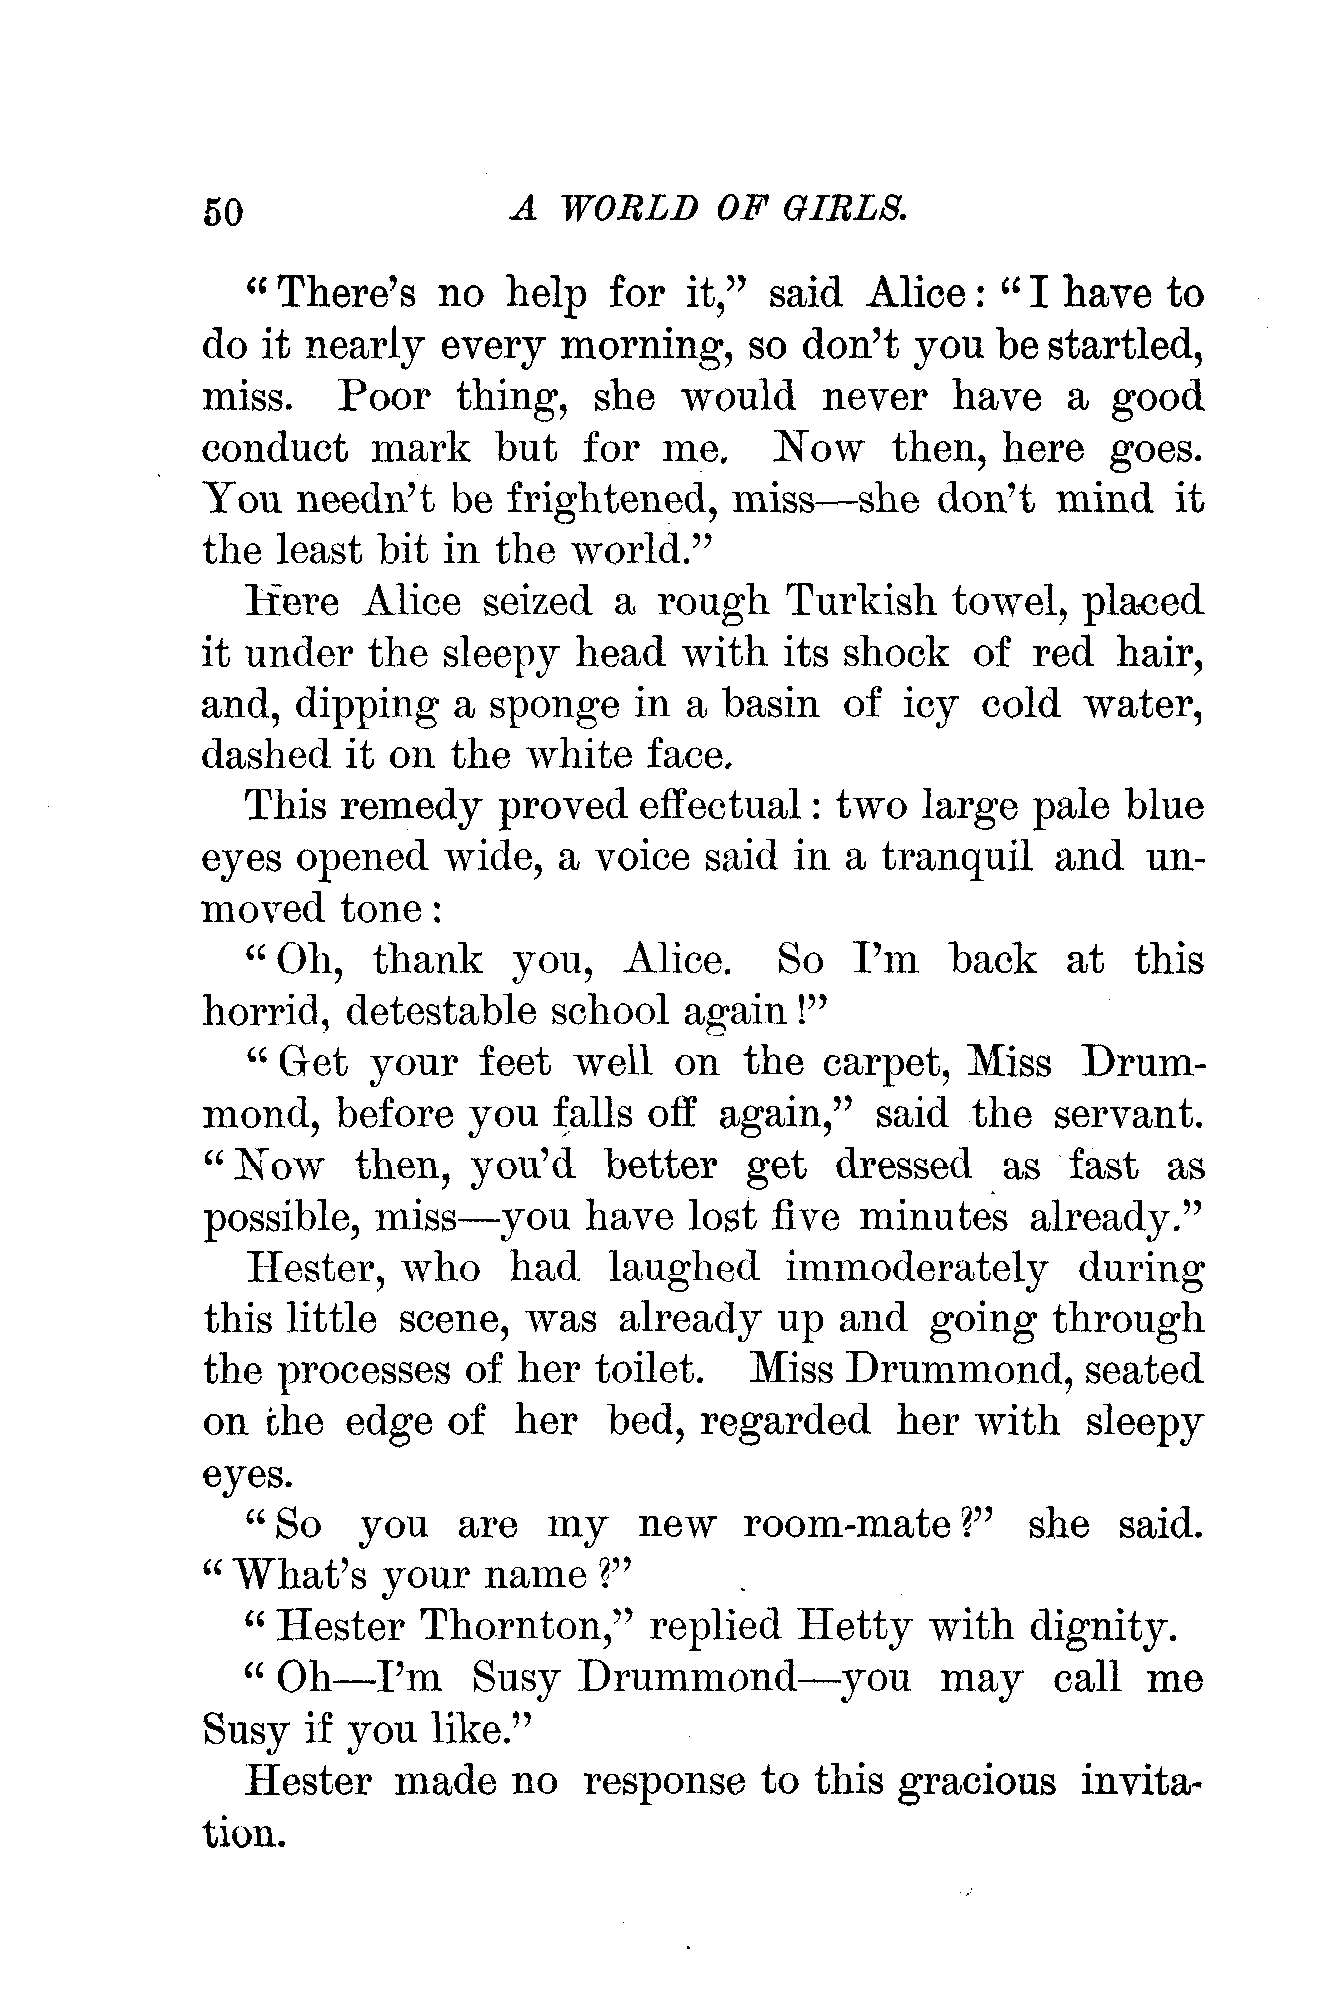 50 A WORLD OF GIRLS.
“There’s no help for it,” said Alice: “I have to
do it nearly every morning, so don’t you be startled,
miss. Poor thing, she would never have a good
conduct mark but for me. Now then, here goes.
You needn’t be frightened, miss—she don’t mind it
the least bit in the world.”
Here Alice seized a rough Turkish towel, placed
it under the sleepy head with its shock of red hair,
and, dipping a sponge in a basin of icy cold water,
dashed it on the white face.
This remedy proved effectual: two large pale blue
eyes opened wide, a voice said in a tranquil and un-
moved tone:
“Oh, thank you, Alice. So I’m back at this
horrid, detestable school again!”
“Get your feet well on the carpet, Miss Drum-
mond, before you falls off again,” said the servant.
“Now then, you’d better get dressed as fast as
possible, miss—you have lost five minutes already.”
Hester, who had laughed immoderately during
this little scene, was already up and going through
the processes of her toilet. Miss Drummond, seated
on the edge of her bed, regarded her with sleepy
eyes.
“So you are my new room-mate?” she said.
“What’s your name?”
“Hester Thornton,” replied Hetty with dignity.
“Oh—I’m Susy Drummond—you may call me
Susy if you like.”
Hester made no response to this gracious invita-
tion.